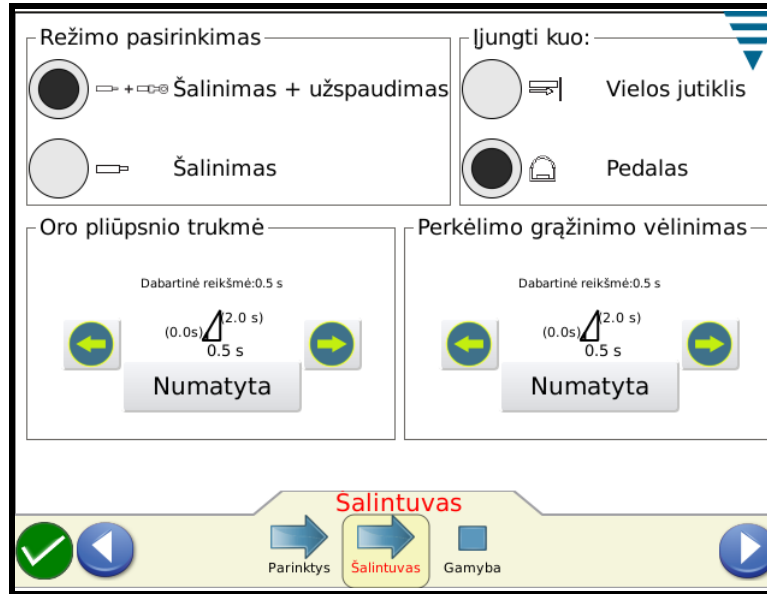 Režimo pasirinkimas
Šalinimas + užspaudimas
Šalinimas
Įjungti kuo:
Vielos jutiklis
Pedalas
Oro pliūpsnio trukmė
Dabartinė reikšmė:0.5 s
(0.0s)
(2.0 s)
0.5 s
Numatyta
Perkėlimo grąžinimo vėlinimas
Dabartinė reikšmė:0.5 s
(0.0s)
(2.0 s)
0.5 s
Numatyta
Šalintuvas
Parinktys
Šalintuvas
Gamyba